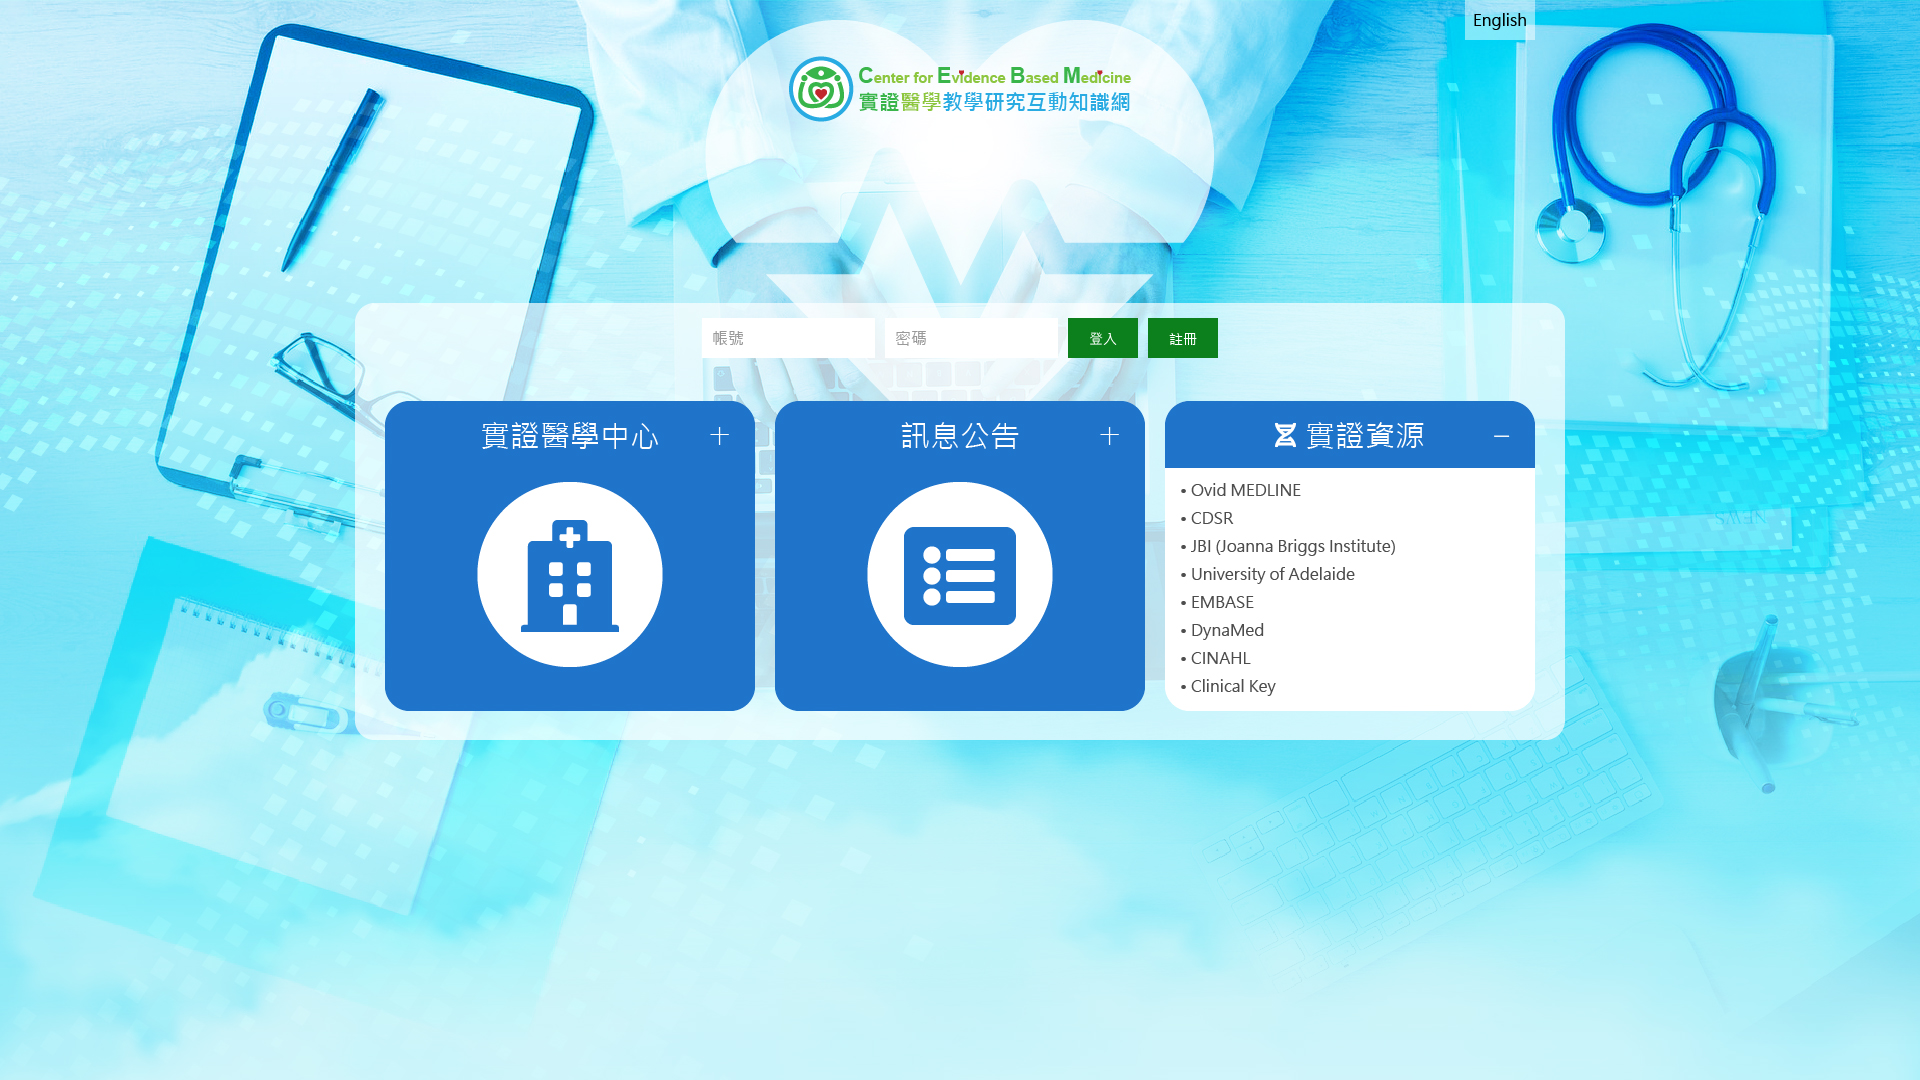 English
Center for Evidence Based Medicine
實證醫學教學研究互動知識網
帳號
密碼
登入
註冊
實證醫學中心
訊息公告
實證資源
• Ovid MEDLINE
• CDSR
• JBI (Joanna Briggs Institute)
• University of Adelaide
• EMBASE
• DynaMed
• CINAHL
• Clinical Key
NEWS